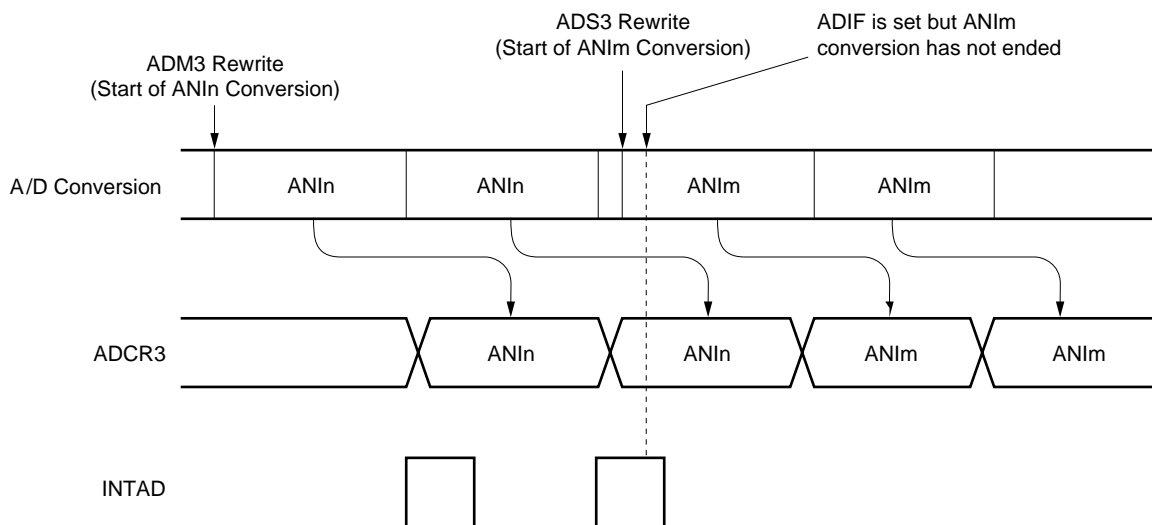 ADS3 Rewrite
(Start of ANIm Conversion)
ADIF is set but ANIm
conversion has not ended
ADM3 Rewrite
(Start of ANIn Conversion)
A/D Conversion
ANIn
ANIn
ANIm
ANIm
ADCR3
ANIn
ANIn
ANIm
ANIm
INTAD